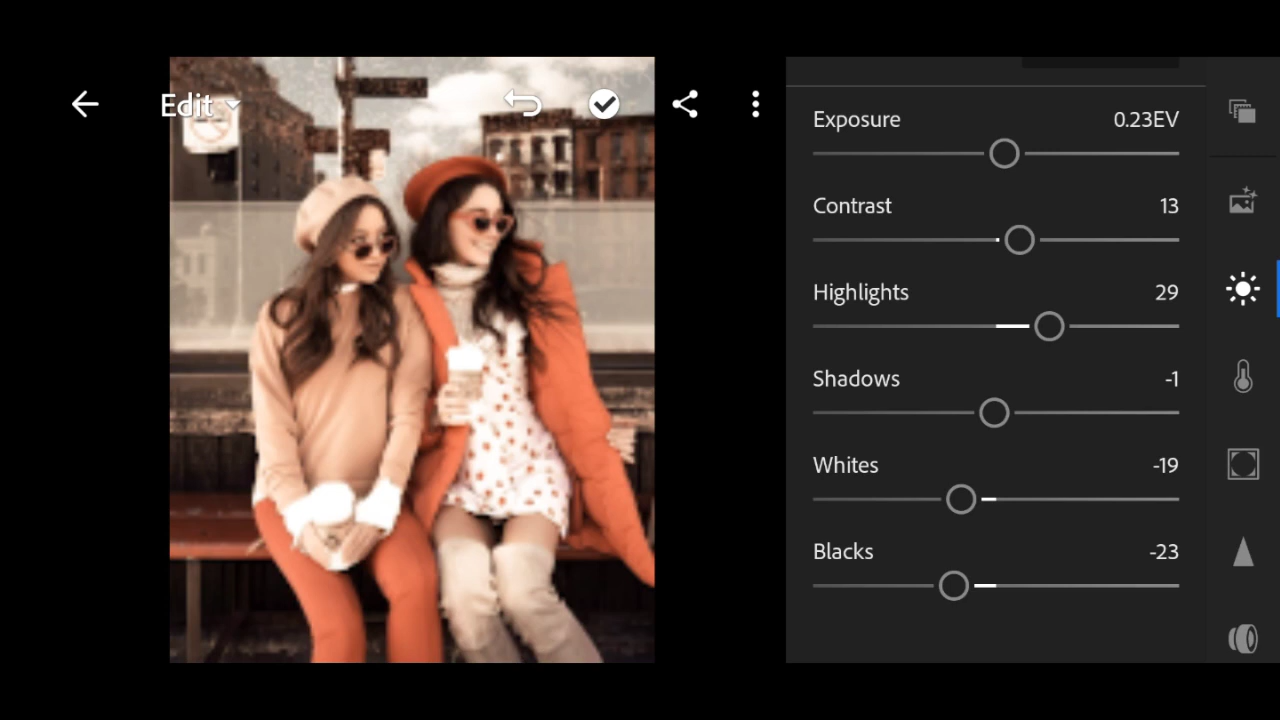 Edit
Exposure 0.23EV
Contrast 13
Highlights 29
Shadows -1
Whites -19
Blacks -23